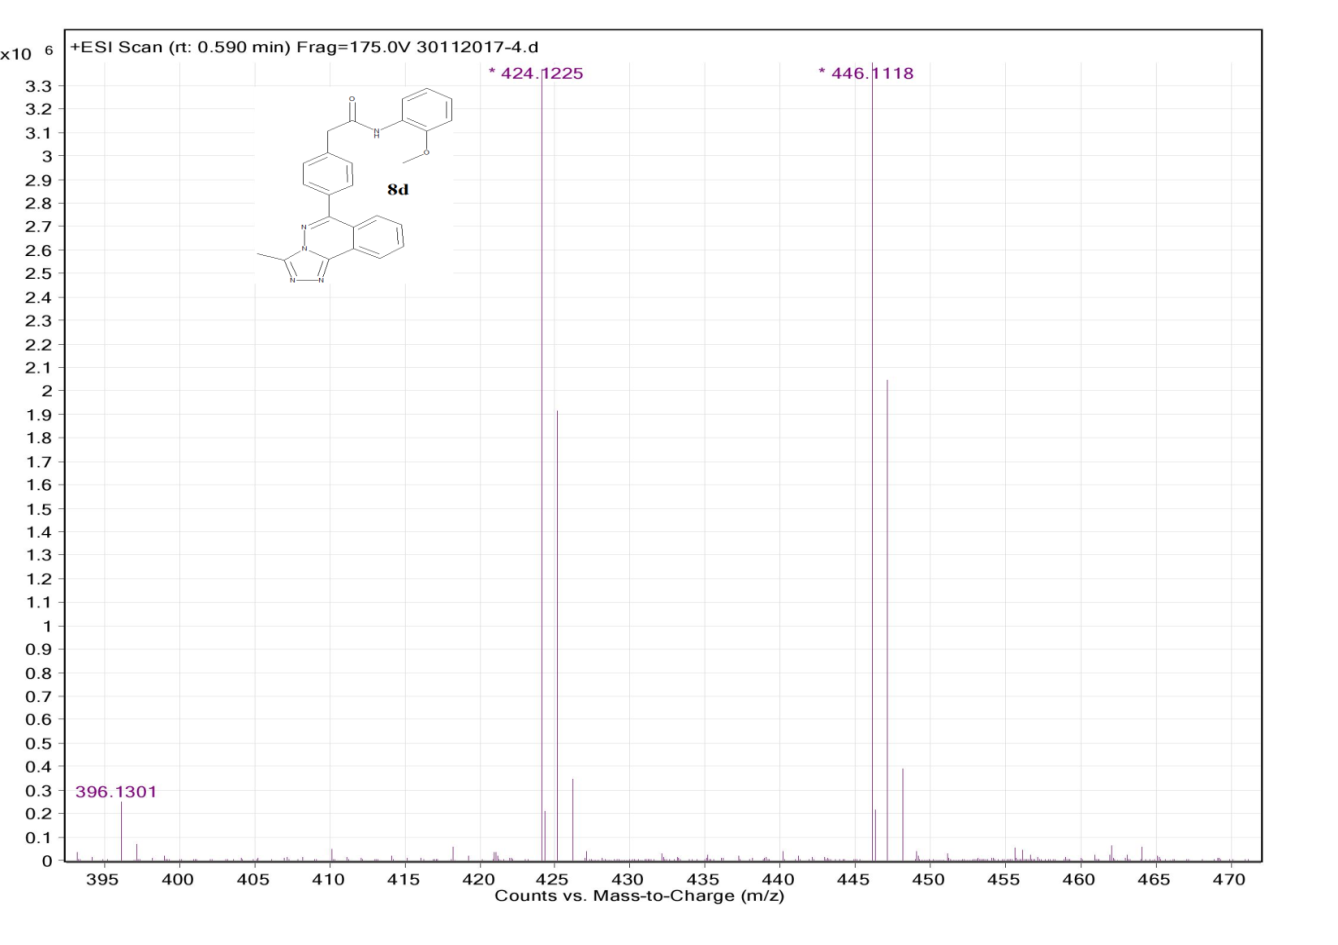 x10 6
+ESI Scan (rt: 0.590 min) Frag=175.0V 30112017-4.d
* 424.1225
* 446.1118
3.3
3.2
3.1
3
2.9
2.8
2.7
2.6
2.5
2.4
2.3
2.2
2.1
2
1.9
1.8
1.7
1.6
1.5
1.4
1.3
1.2
1.1
1
0.9
0.8
0.7
0.6
0.5
0.4
0.3
0.2
0.1
0
O
N
H
O
8d
N
N
N
N
396.1301
395 400 405 410 415 420 425 430 435 440 445 450 455 460 465 470
Counts vs. Mass-to-Charge (m/z)